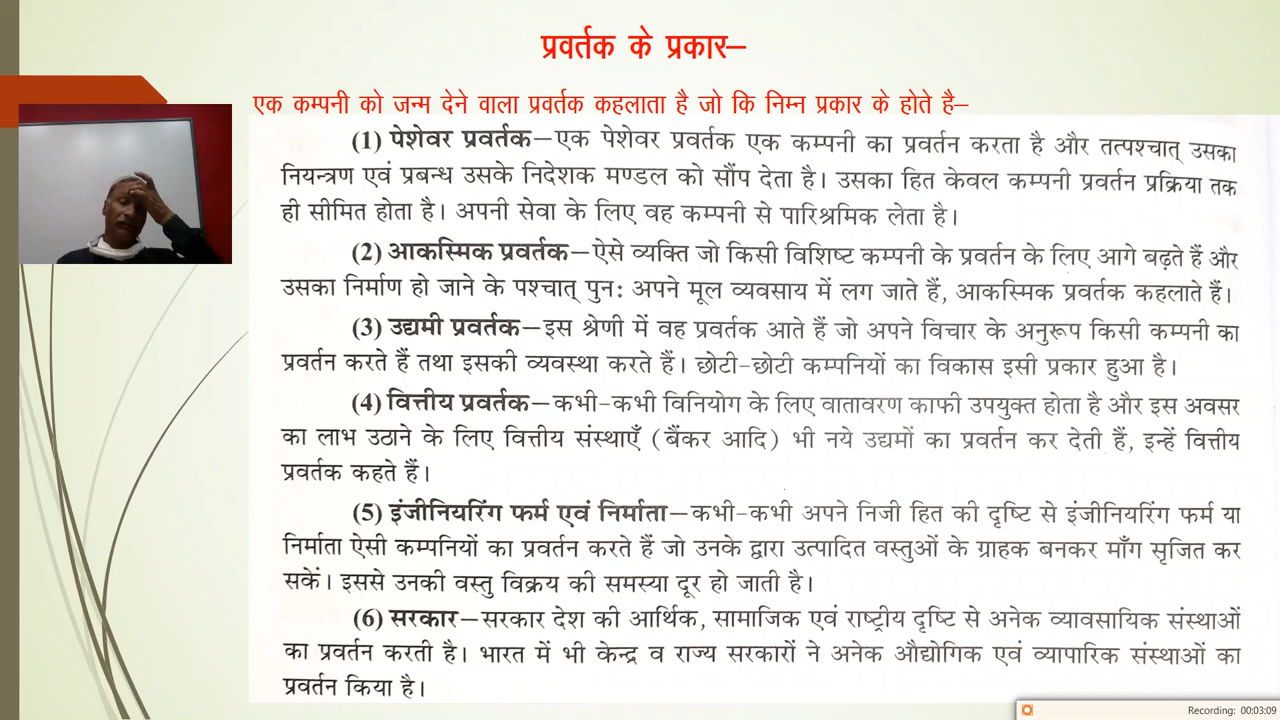 प्रवर्तक के प्रकार–
एक कम्पनी को जन्म देने वाला प्रवर्तक कहलाता है जो कि निम्न प्रकार के होते है–
(1) पेशेवर प्रवर्तक–एक पेशेवर प्रवर्तक एक कम्पनी का प्रवर्तन करता है और तत्पश्चात् उसका
नियन्त्रण एवं प्रबन्ध उसके निदेशक मण्डल को सौंप देता है। उसका हित केवल कम्पनी प्रवर्तन प्रक्रिया तक
ही सीमित होता है। अपनी सेवा के लिए वह कम्पनी से पारिश्रमिक लेता है।
(2) आकस्मिक प्रवर्तक–ऐसे व्यक्ति जो किसी विशिष्ट कम्पनी के प्रवर्तन के लिए आगे बढ़ते हैं और
उसका निर्माण हो जाने के पश्चात् पुनः अपने मूल व्यवसाय में लग जाते हैं, आकस्मिक प्रवर्तक कहलाते हैं।
(3) उद्यमी प्रवर्तक–इस श्रेणी में वह प्रवर्तक आते हैं जो अपने विचार के अनुरूप किसी कम्पनी का
प्रवर्तन करते हैं तथा इसकी व्यवस्था करते हैं। छोटी-छोटी कम्पनियों का विकास इसी प्रकार हुआ है।
(4) वित्तीय प्रवर्तक–कभी-कभी विनियोग के लिए वातावरण काफी उपयुक्त होता है और इस अवसर
का लाभ उठाने के लिए वित्तीय संस्थाएँ (बैंकर आदि) भी नये उद्यमों का प्रवर्तन कर देती हैं, इन्हें वित्तीय
प्रवर्तक कहते हैं।
(5) इंजीनियरिंग फर्म एवं निर्माता–कभी-कभी अपने निजी हित की दृष्टि से इंजीनियरिंग फर्म या
निर्माता ऐसी कम्पनियों का प्रवर्तन करते हैं जो उनके द्वारा उत्पादित वस्तुओं के ग्राहक बनकर माँग सृजित कर
सकें। इससे उनकी वस्तु विक्रय की समस्या दूर हो जाती है।
(6) सरकार–सरकार देश की आर्थिक, सामाजिक एवं राष्ट्रीय दृष्टि से अनेक व्यावसायिक संस्थाओं
का प्रवर्तन करती है। भारत में भी केन्द्र व राज्य सरकारों ने अनेक औद्योगिक एवं व्यापारिक संस्थाओं का
प्रवर्तन किया है।
Recording: 00:03:09